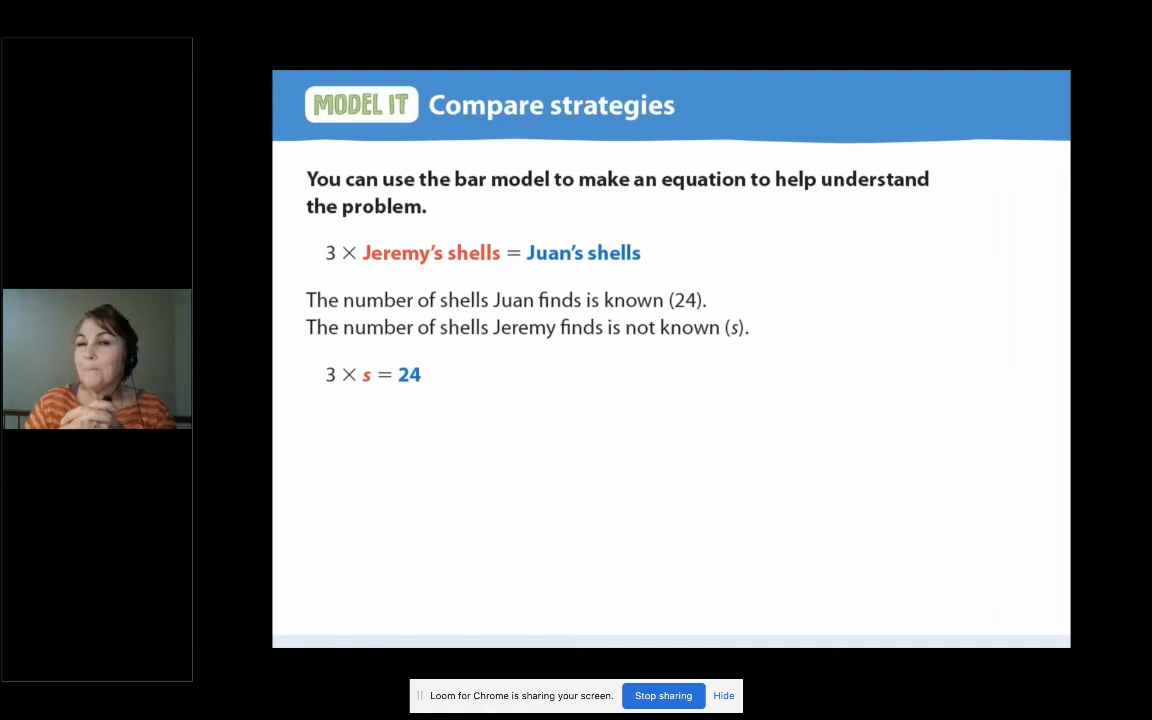 MODEL IT Compare strategies
You can use the bar model to make an equation to help understand
the problem.
3 × Jeremy's shells = Juan's shells
The number of shells Juan finds is known (24).
The number of shells Jeremy finds is not known (s).
3 × s = 24
Loom for Chrome is sharing your screen. Stop sharing Hide